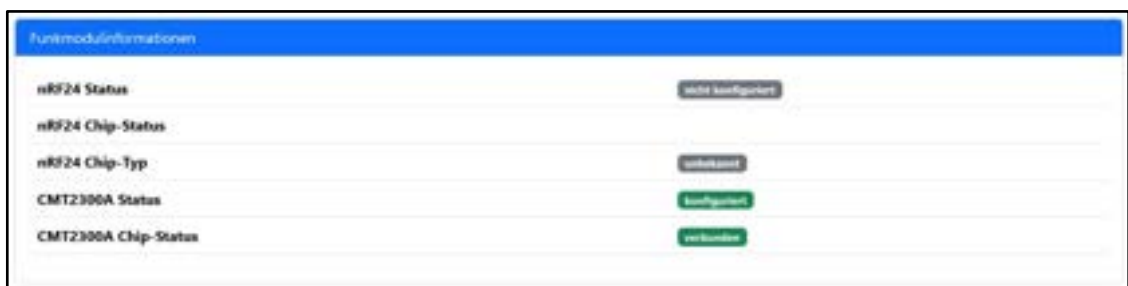 Funkmodulinformationen
nRF24 Status nicht konfiguriert
nRF24 Chip-Status
nRF24 Chip-Typ unbekannt
CMT2300A Status konfiguriert
CMT2300A Chip-Status verbunden